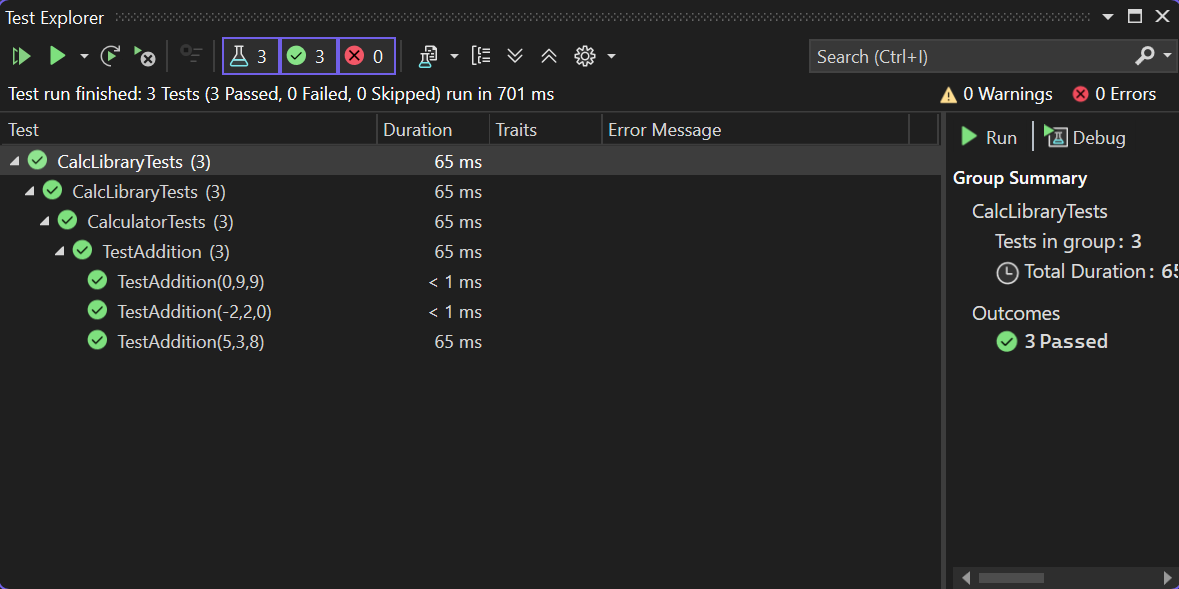 Test Explorer
3 3 0
Search (Ctrl+I)
Test run finished: 3 Tests (3 Passed, 0 Failed, 0 Skipped) run in 701 ms
0 Warnings 0 Errors
Test Duration Traits Error Message
CalcLibraryTests (3) 65 ms
CalcLibraryTests (3) 65 ms
CalculatorTests (3) 65 ms
TestAddition (3) 65 ms
TestAddition(0,9,9) < 1 ms
TestAddition(-2,2,0) < 1 ms
TestAddition(5,3,8) 65 ms
Run Debug
Group Summary
CalcLibraryTests
Tests in group: 3
Total Duration: 65
Outcomes
3 Passed